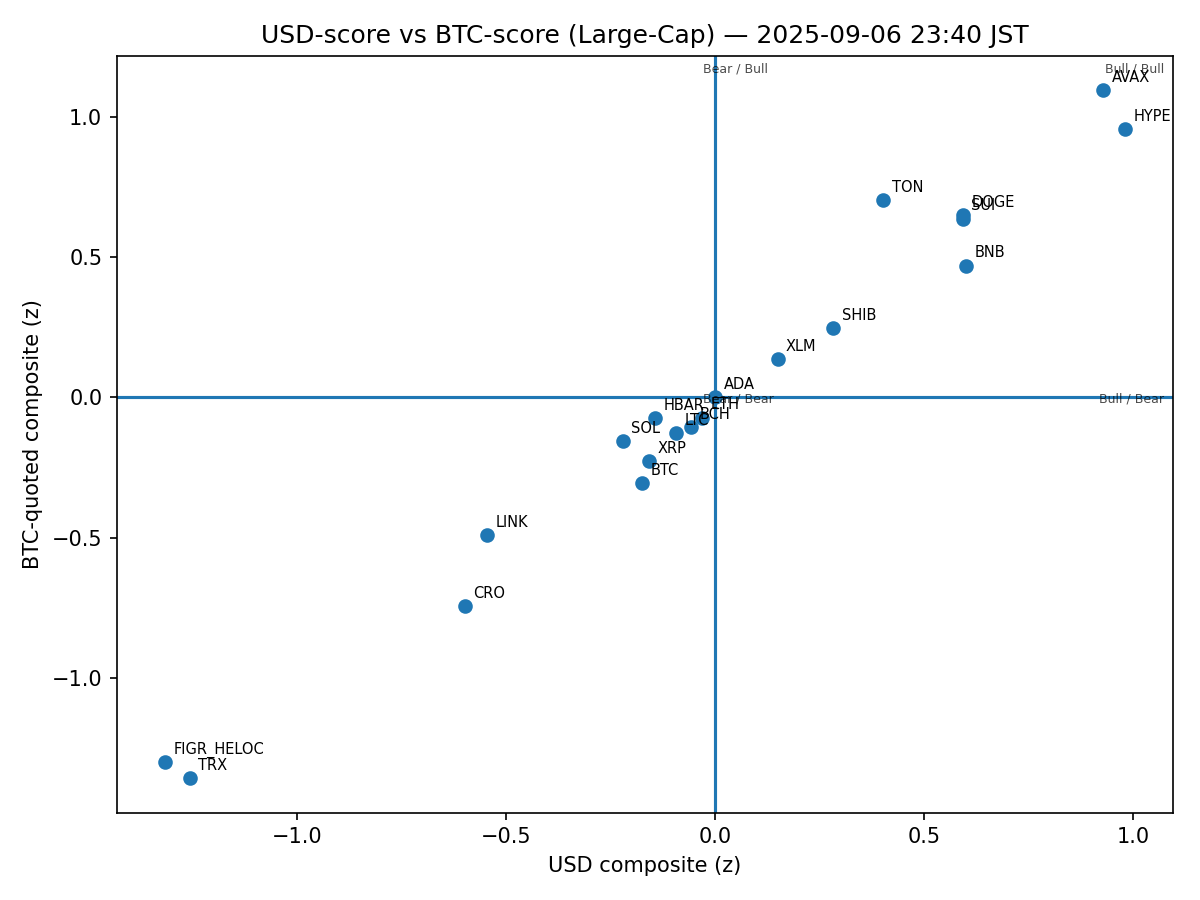 USD-score vs BTC-score (Large-Cap) — 2025-09-06 23:40 JST
Bear / Bull
Bull / Bull
AVAX
HYPE
TON
DOGE
SUI
BNB
SHIB
XLM
ADA
Bear / Bear
Bull / Bear
HBAR
ETH
BCH
LTC
SOL
XRP
BTC
LINK
CRO
FIGR_HELOC
TRX
1.0
0.5
0.0
−0.5
−1.0
BTC-quoted composite (z)
−1.0
−0.5
0.0
0.5
1.0
USD composite (z)